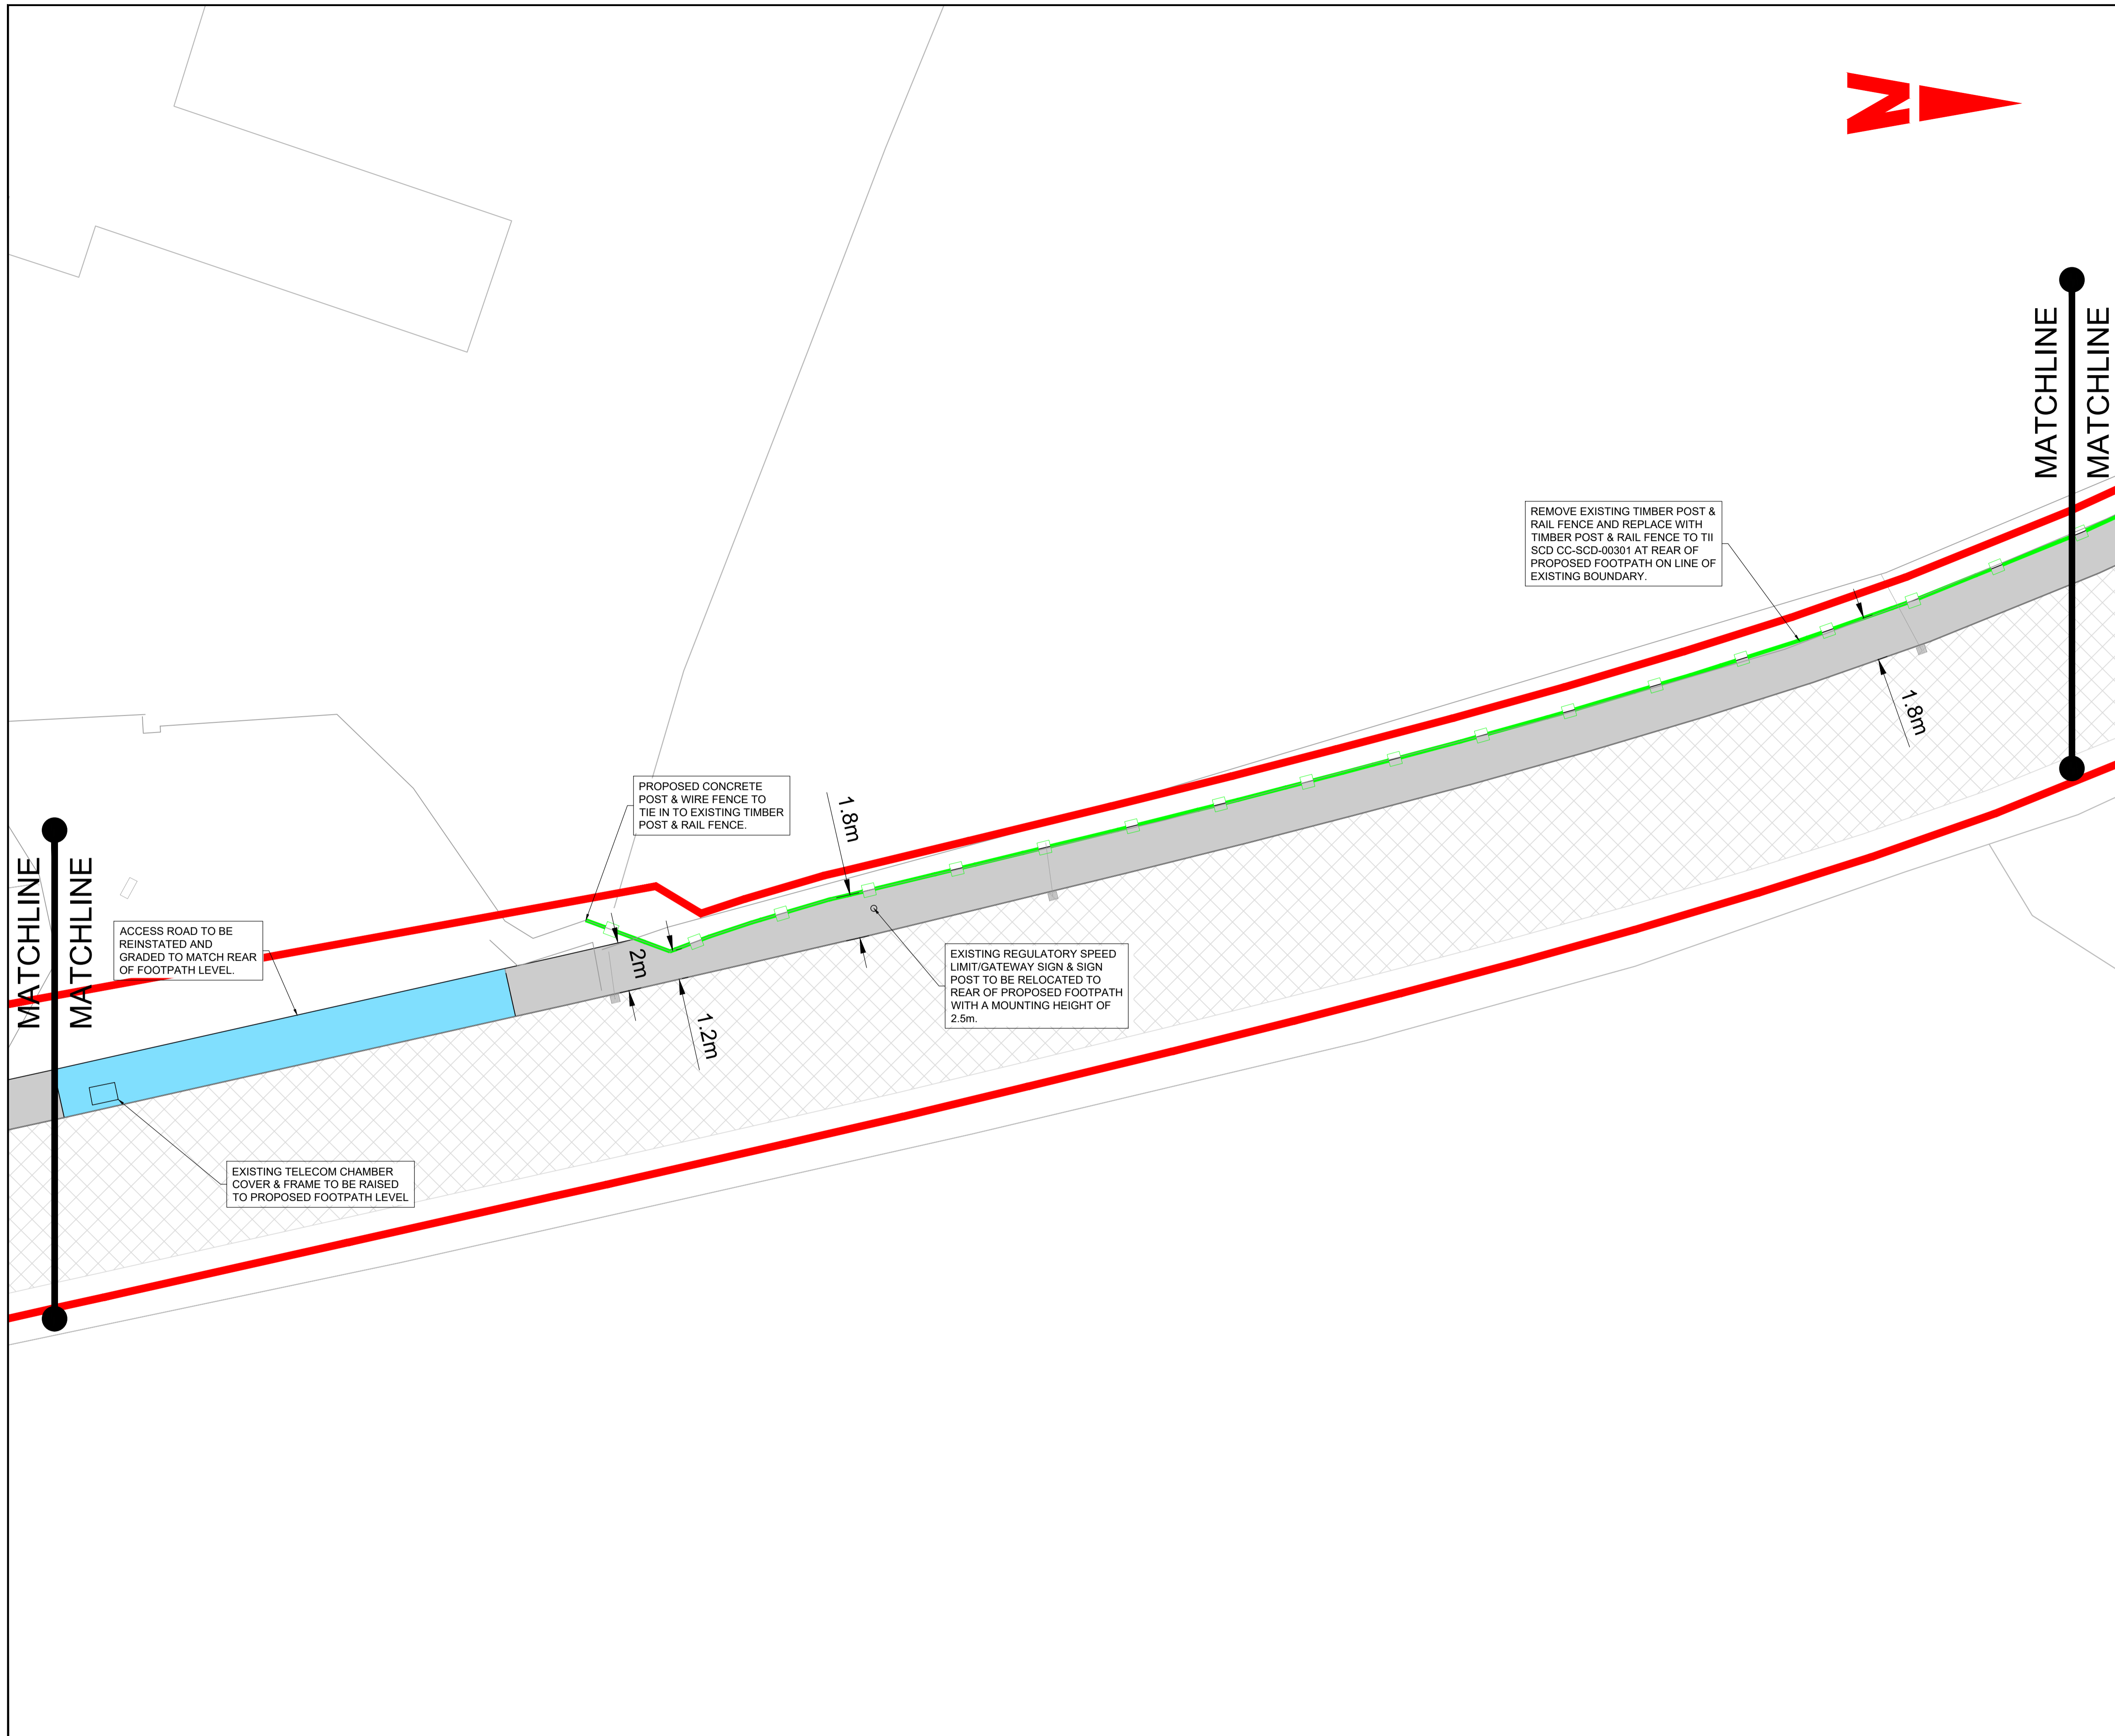 N
MATCHLINE
MATCHLINE
REMOVE EXISTING TIMBER POST &
RAIL FENCE AND REPLACE WITH
TIMBER POST & RAIL FENCE TO TII
SCD CC-SCD-00301 AT REAR OF
PROPOSED FOOTPATH ON LINE OF
EXISTING BOUNDARY.
1.8m
PROPOSED CONCRETE
POST & WIRE FENCE TO
TIE IN TO EXISTING TIMBER
POST & RAIL FENCE.
1.8m
MATCHLINE
MATCHLINE
ACCESS ROAD TO BE
REINSTATED AND
GRADED TO MATCH REAR
OF FOOTPATH LEVEL.
2m
1.2m
EXISTING REGULATORY SPEED
LIMIT/GATEWAY SIGN & SIGN
POST TO BE RELOCATED TO
REAR OF PROPOSED FOOTPATH
WITH A MOUNTING HEIGHT OF
2.5m.
EXISTING TELECOM CHAMBER
COVER & FRAME TO BE RAISED
TO PROPOSED FOOTPATH LEVEL